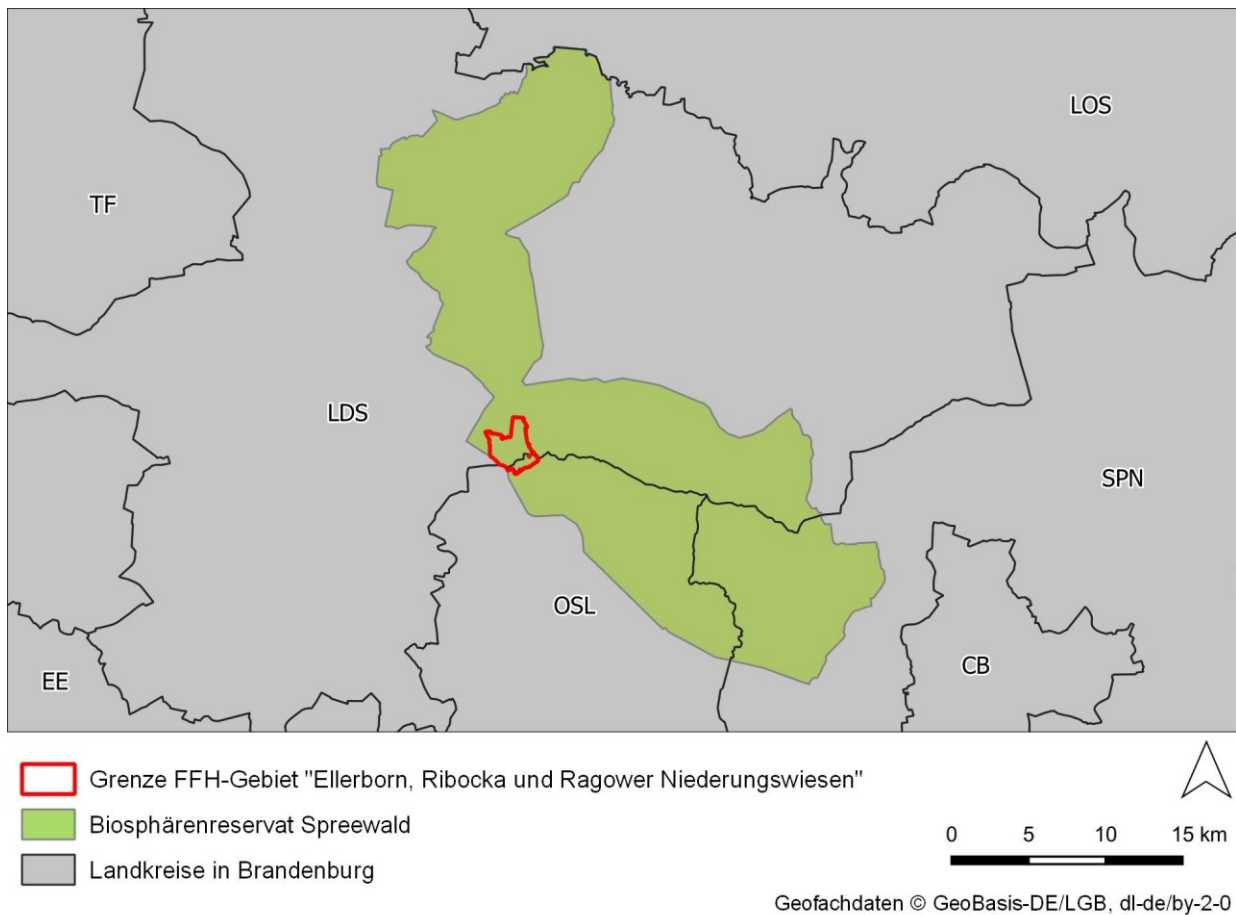 LOS
TF
LDS
SPN
OSL
CB
EE
Grenze FFH-Gebiet "Ellerborn, Ribocka und Ragower Niederungswiesen"
Biosphärenreservat Spreewald
Landkreise in Brandenburg
0 5 10 15 km
Geofachdaten © GeoBasis-DE/LGB, dl-de/by-2-0